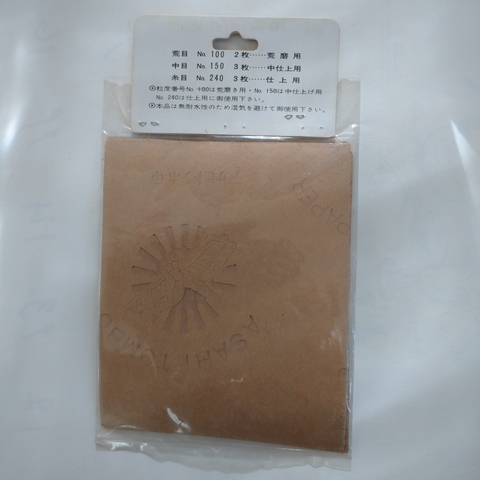 荒目 No.100 2枚……荒磨用
中目 No.150 3枚……中仕上用
糸目 No.240 3枚……仕上用
⊙粒度番号No.100は荒磨き用・No.150は中仕上げ用
No.240は仕上用に御使用下さい。
⊙本品は無耐水性のため湿気を避けて御使用下さい。
PAPER
ASAHI TOMBO